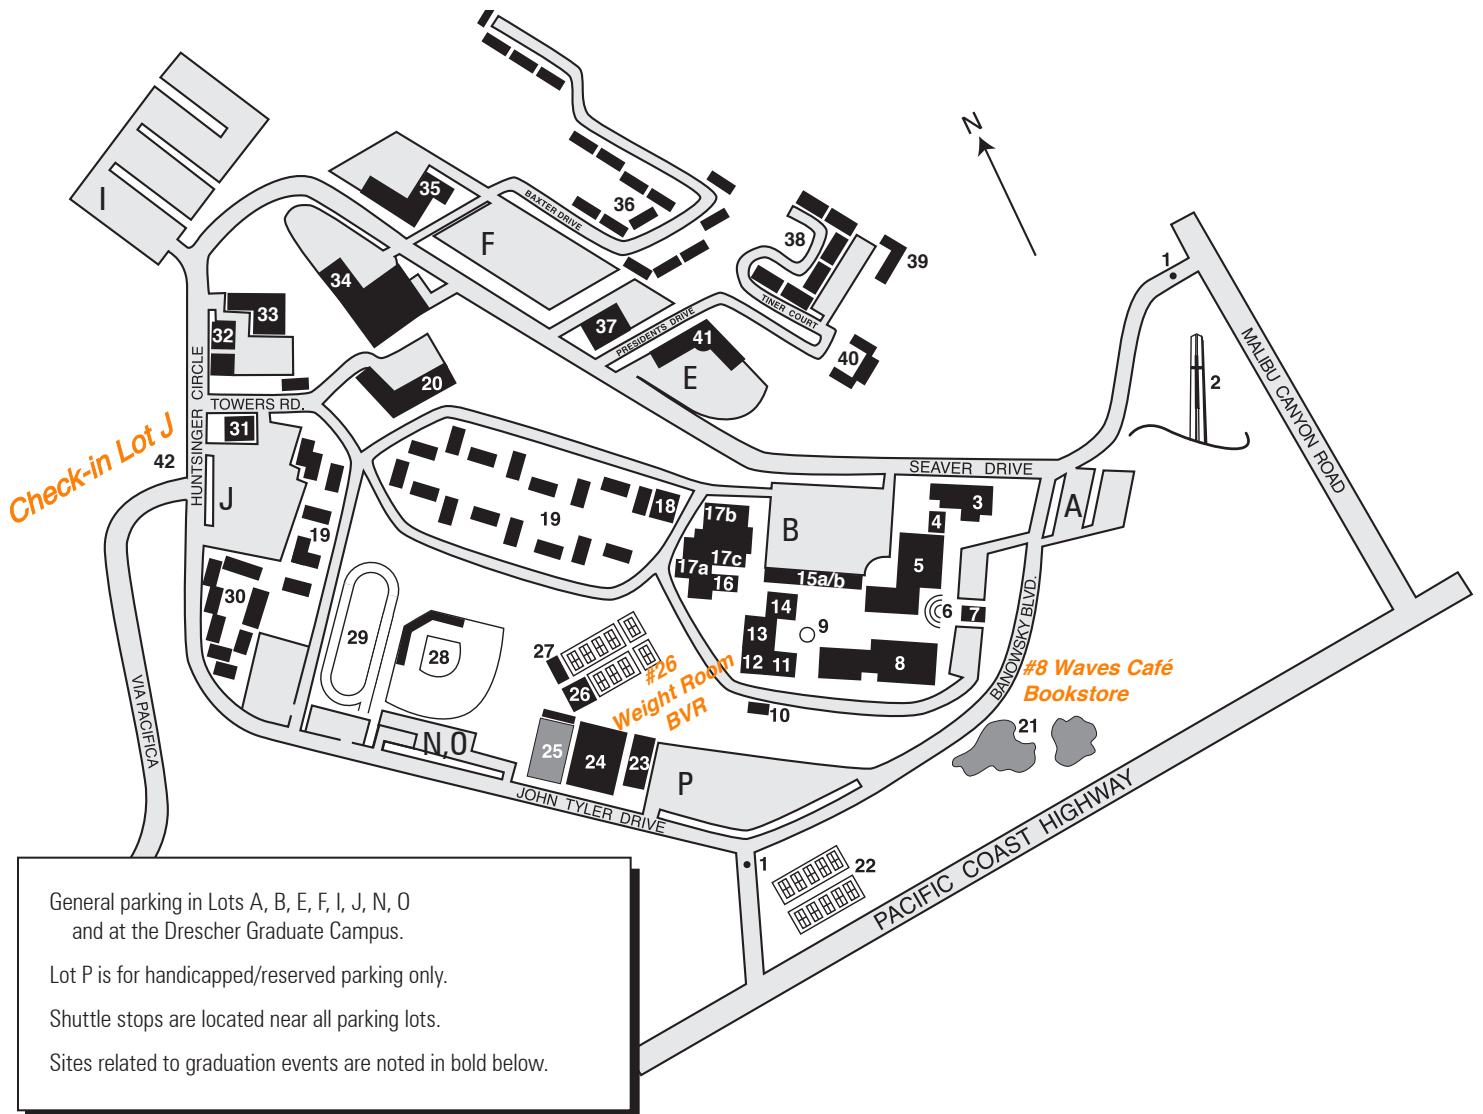 N
I
35
BAXTER DRIVE
36
F
38
39
1
34
33
32
37
PRESIDENTS DRIVE
TINER COURT
41
40
E
MALIBU CANYON ROAD
2
HUNTSINGER CIRCLE
20
TOWERS RD.
31
Check-in Lot J
42
J
19
SEAVER DRIVE
A
3
4
18
19
17b
B
17c
17a
16
15a/b
5
6
7
14
13
9
12
11
8
BANOWSKY BLVD.
30
29
28
27
26
#26
Weight Room
BVR
#8 Waves Café
Bookstore
10
21
VIA PACIFICA
N,O
25
24
23
P
JOHN TYLER DRIVE
1
22
PACIFIC COAST HIGHWAY
General parking in Lots A, B, E, F, I, J, N, O
and at the Drescher Graduate Campus.
Lot P is for handicapped/reserved parking only.
Shuttle stops are located near all parking lots.
Sites related to graduation events are noted in bold below.